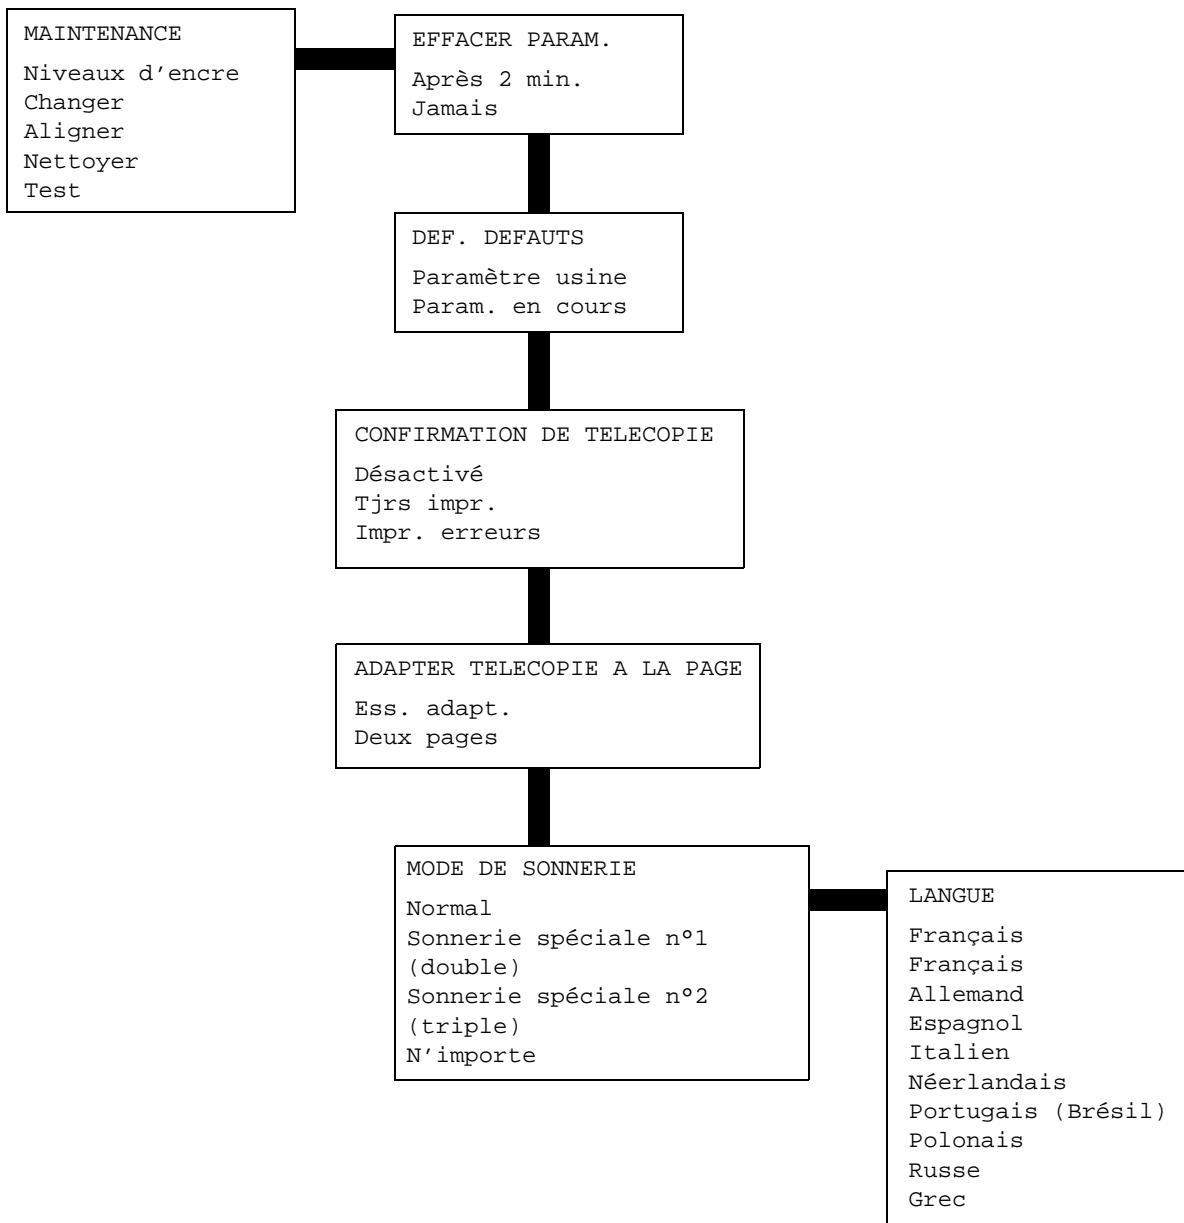 MAINTENANCE
Niveaux d'encre
Changer
Aligner
Nettoyer
Test
EFFACER PARAM.
Après 2 min.
Jamais
DEF. DEFAUTS
Paramètre usine
Param. en cours
CONFIRMATION DE TELECOPIE
Désactivé
Tjrs impr.
Impr. erreurs
ADAPTER TELECOPIE A LA PAGE
Ess. adapt.
Deux pages
MODE DE SONNERIE
Normal
Sonnerie spéciale n°1
(double)
Sonnerie spéciale n°2
(triple)
N'importe
LANGUE
Français
Français
Allemand
Espagnol
Italien
Néerlandais
Portugais (Brésil)
Polonais
Russe
Grec